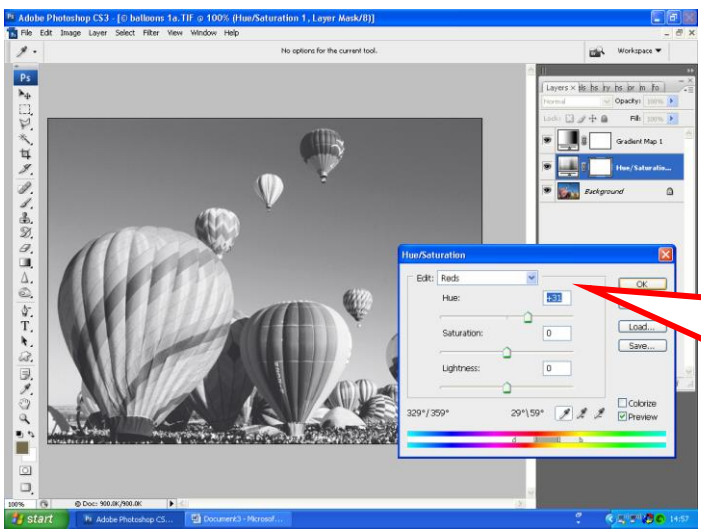 Adobe Photoshop CS3 - [© balloons 1a.TIF @ 100% (Hue/Saturation 1, Layer Mask/8)]
File Edit Image Layer Select Filter View Window Help
No options for the current tool.
Workspace
Ps
Layers
Normal
Opacity: 100%
Lock:
Fill: 100%
Gradient Map 1
Hue/Saturatio...
Background
Hue/Saturation
Edit: Reds
OK
Hue: +31
Load...
Saturation: 0
Save...
Lightness: 0
Colorize
329°/359° 29°\59°
Preview
100%
Doc: 900.0K/900.0K
start
Adobe Photoshop CS...
Document3 - Microsof...
14:57